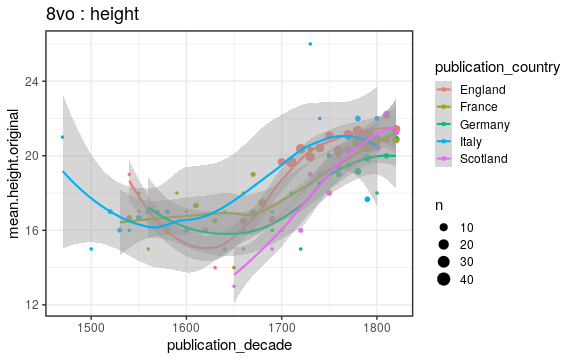 8vo : height
mean.height.original
24
20
16
12
1500
1600
1700
1800
publication_decade
publication_country
England
France
Germany
Italy
Scotland
n
10
20
30
40